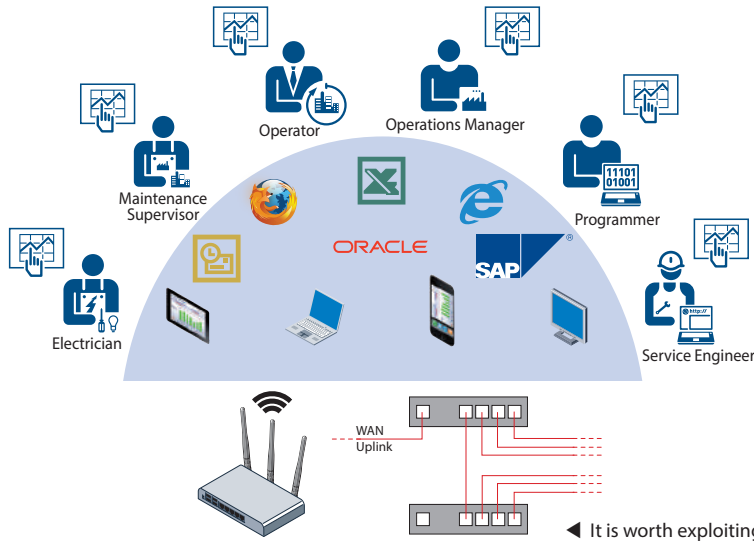 Operator
Operations Manager
Maintenance
Supervisor
11101
01001
Programmer
ORACLE
SAP
®
Electrician
http://
Service Engineer
WAN
Uplink
◀ It is worth exploiting